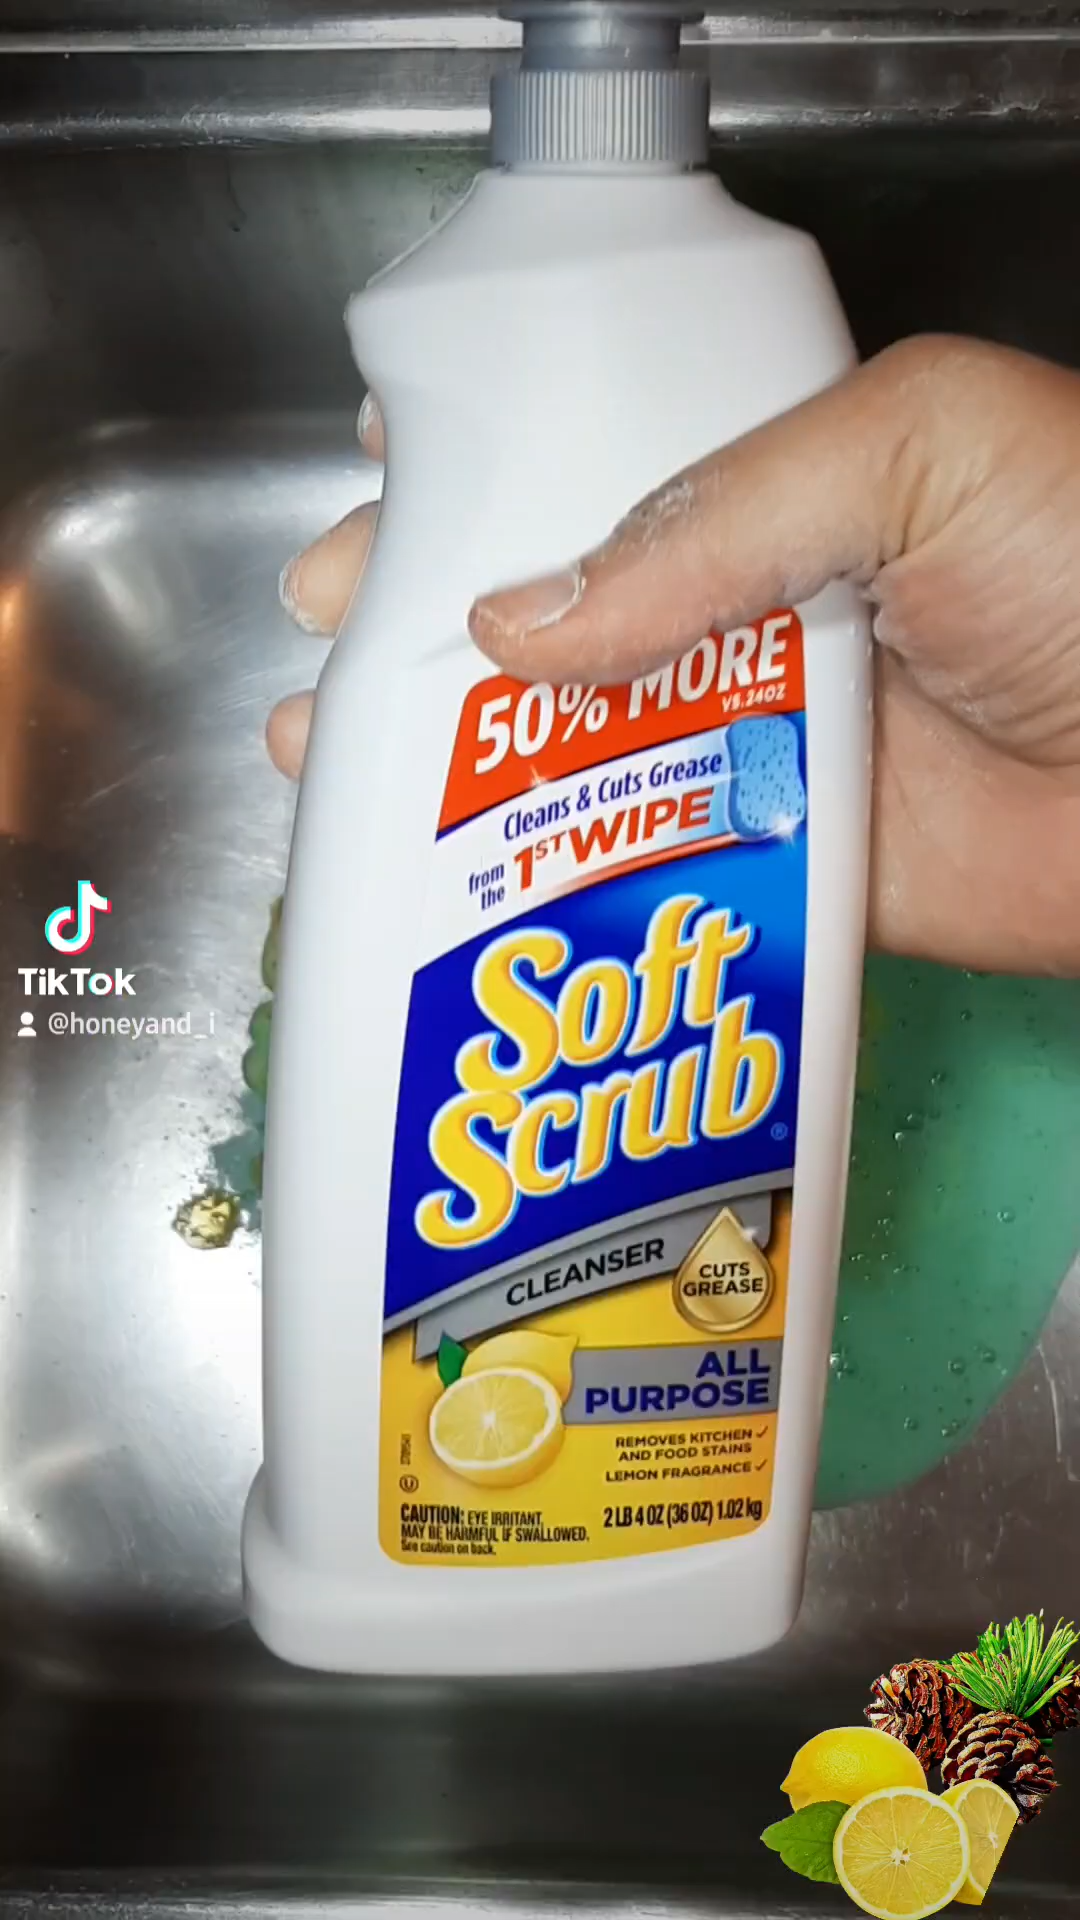 50% MORE
VS. 24OZ
Cleans & Cuts Grease
from the 1ST WIPE
Soft
Scrub®
CLEANSER
CUTS
GREASE
ALL
PURPOSE
REMOVES KITCHEN ✓
AND FOOD STAINS
LEMON FRAGRANCE ✓
CAUTION: EYE IRRITANT,
MAY BE HARMFUL IF SWALLOWED.
See caution on back.
2 LB 4 OZ (36 OZ) 1.02 kg
U
TikTok
@honeyand_i